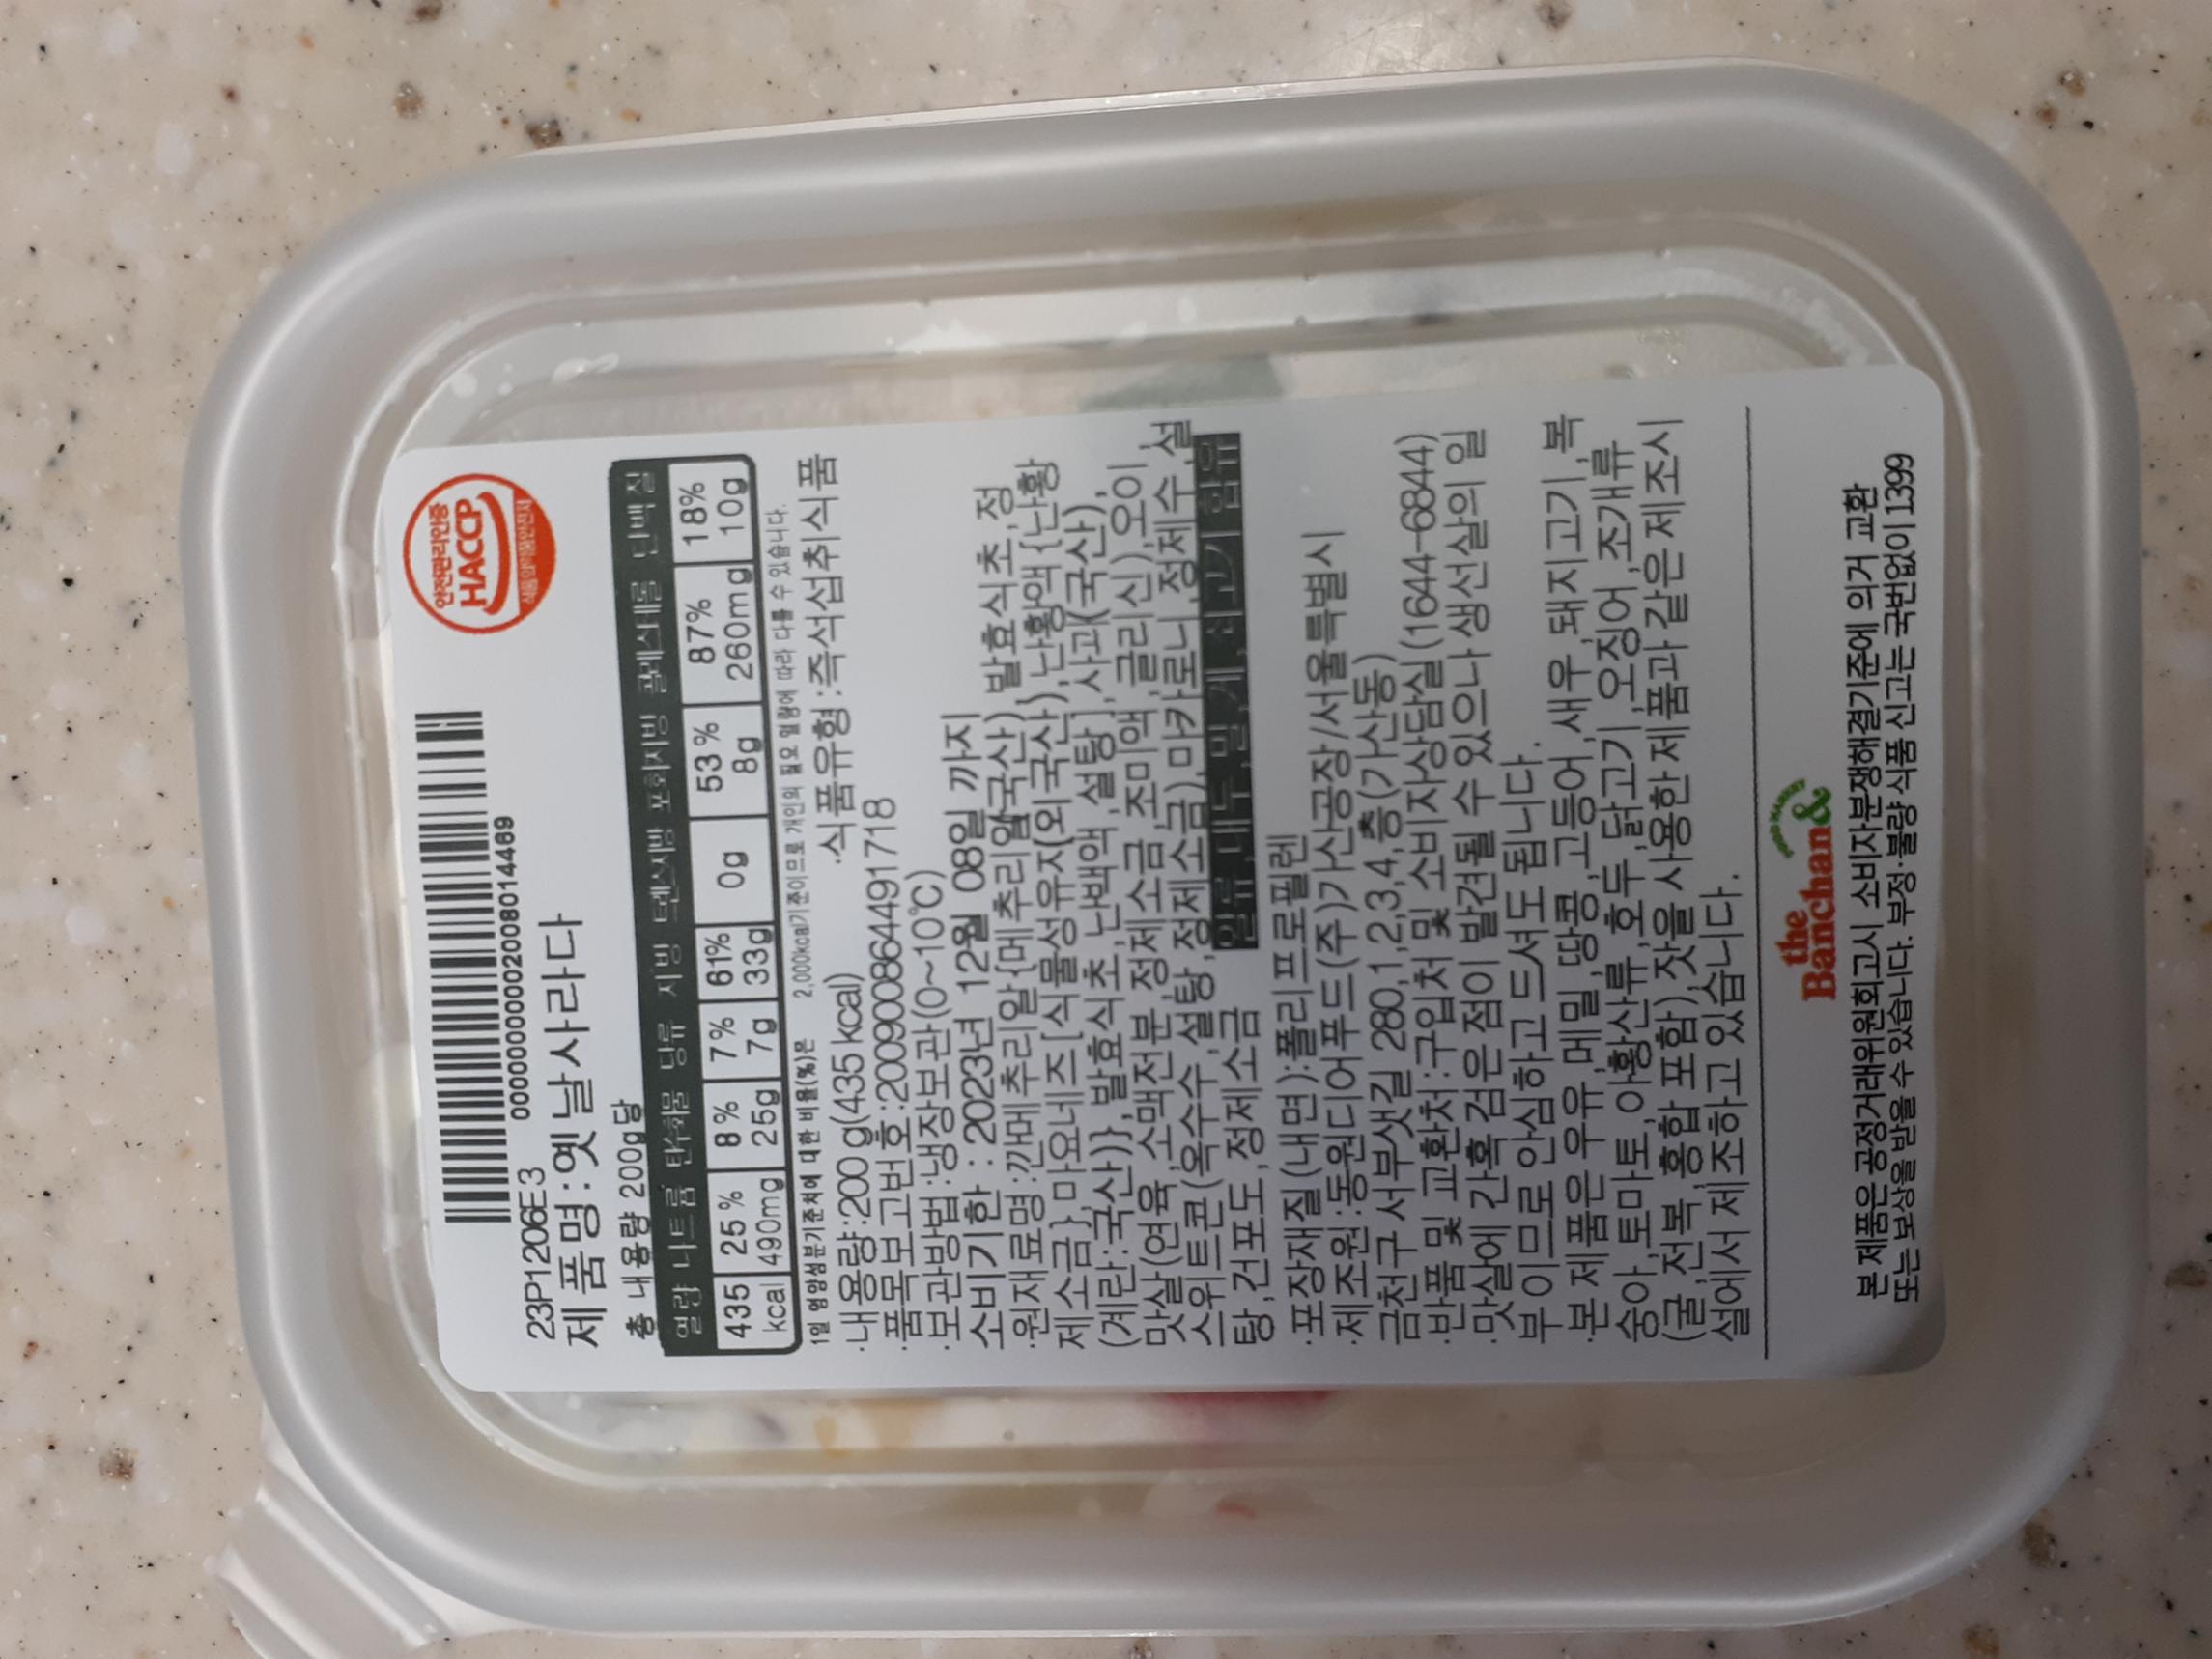 안전관리인증
HACCP
식품의약품안전처
00000000002008014469
23P1206E3
제품명:옛날사라다
총 내용량 200g당
열량 나트륨 탄수화물 당류 지방 트랜스지방 포화지방 콜레스테롤 단백질
435 25% 8% 7% 61% 0g 53% 87% 18%
kcal 490mg 25g 7g 33g 8g 260mg 10g
1일 영양성분기준치에 대한 비율(%)은 2,000kcal기준이므로 개인의 필요 열량에 따라 다를 수 있습니다.
·내용량:200 g(435 kcal) ·식품유형:즉석섭취식품
·품목보고번호:20090086449 1718
·보관방법:냉장보관(0~10℃)
소비기한 : 2023년 12월 08일 까지
·원재료명:깐메추리알{메추리알(국산),발효식초,정
제소금},마요네즈[식물성유지(외국산),난황액{난황
(계란:국산)},발효식초,난백액,설탕],사과(국산),
맛살(연육,소맥전분,정제소금,조미액,글리신),오이,
스위트콘(옥수수,설탕,정제소금),마카로니,정제수,설
탕,건포도,정제소금 알류,대두,밀,게,쇠고기 함유
·포장재질(내면):폴리프로필렌
·제조원:동원디어푸드(주)가산공장/서울특별시
금천구 서부샛길 280,1,2,3,4,층(가산동)
·반품 및 교환처:구입처 및 소비자상담실(1644-6844)
·맛살에 간혹 검은 점이 발견될 수 있으나 생선살의 일
부이므로 안심하고 드셔도 됩니다.
·본 제품은 우유,메밀,땅콩,고등어,새우,돼지고기,복
숭아,토마토,아황산류,호두,닭고기,오징어,조개류
(굴,전복,홍합 포함),잣을 사용한 제품과 같은 제조시
설에서 제조하고 있습니다.
the
Banchan&
본 제품은 공정거래위원회고시 소비자분쟁해결기준에 의거 교환
또는 보상을 받을 수 있습니다. 부정·불량 식품 신고는 국번없이 1399